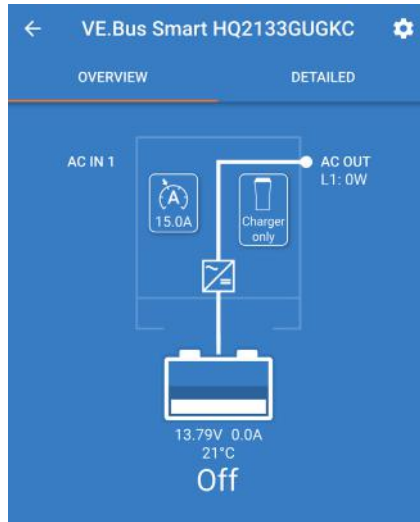 VE.Bus Smart HQ2133GUGKC
OVERVIEW
DETAILED
AC IN 1
AC OUT
L1: 0W
A
15.0A
Charger
only
13.79V 0.0A
21°C
Off